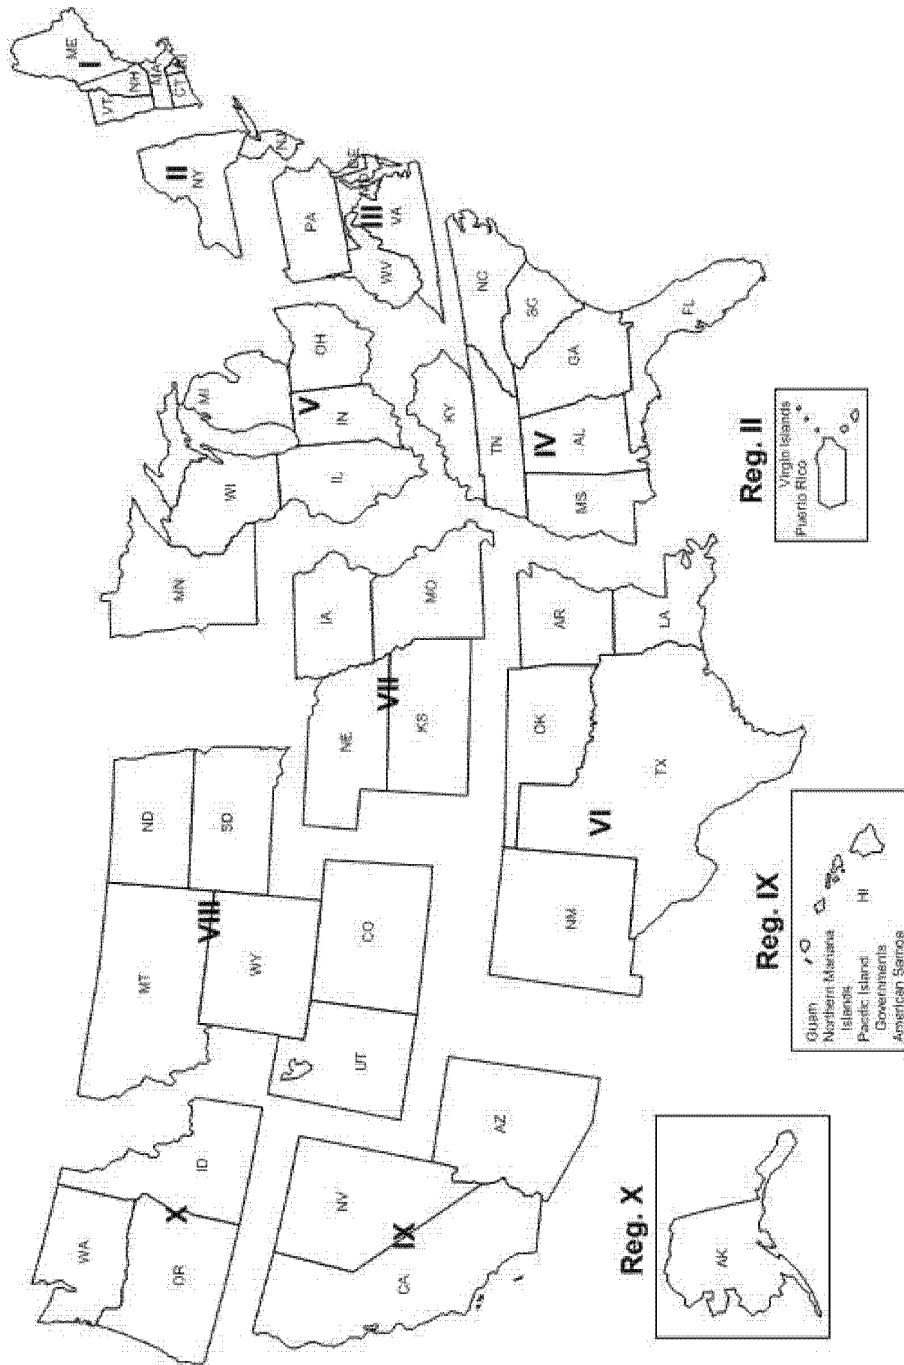 WA
OR
ID
X
MT
ND
SD
VIII
WY
UT
CO
NV
CA
IX
AZ
NE
KS
IA
MO
VII
NM
TX
OK
AR
LA
VI
MN
WI
MI
IL
IN
OH
V
KY
TN
NC
SC
GA
AL
MS
FL
IV
PA
WV
VA
III
NY
NJ
II
ME
VT
NH
MA
CT
RI
I
Reg. X
AK
Reg. IX
Guam
Northern Mariana
Islands
Pacific Island
Governments
American Samoa
HI
Reg. II
Virgin Islands
Puerto Rico